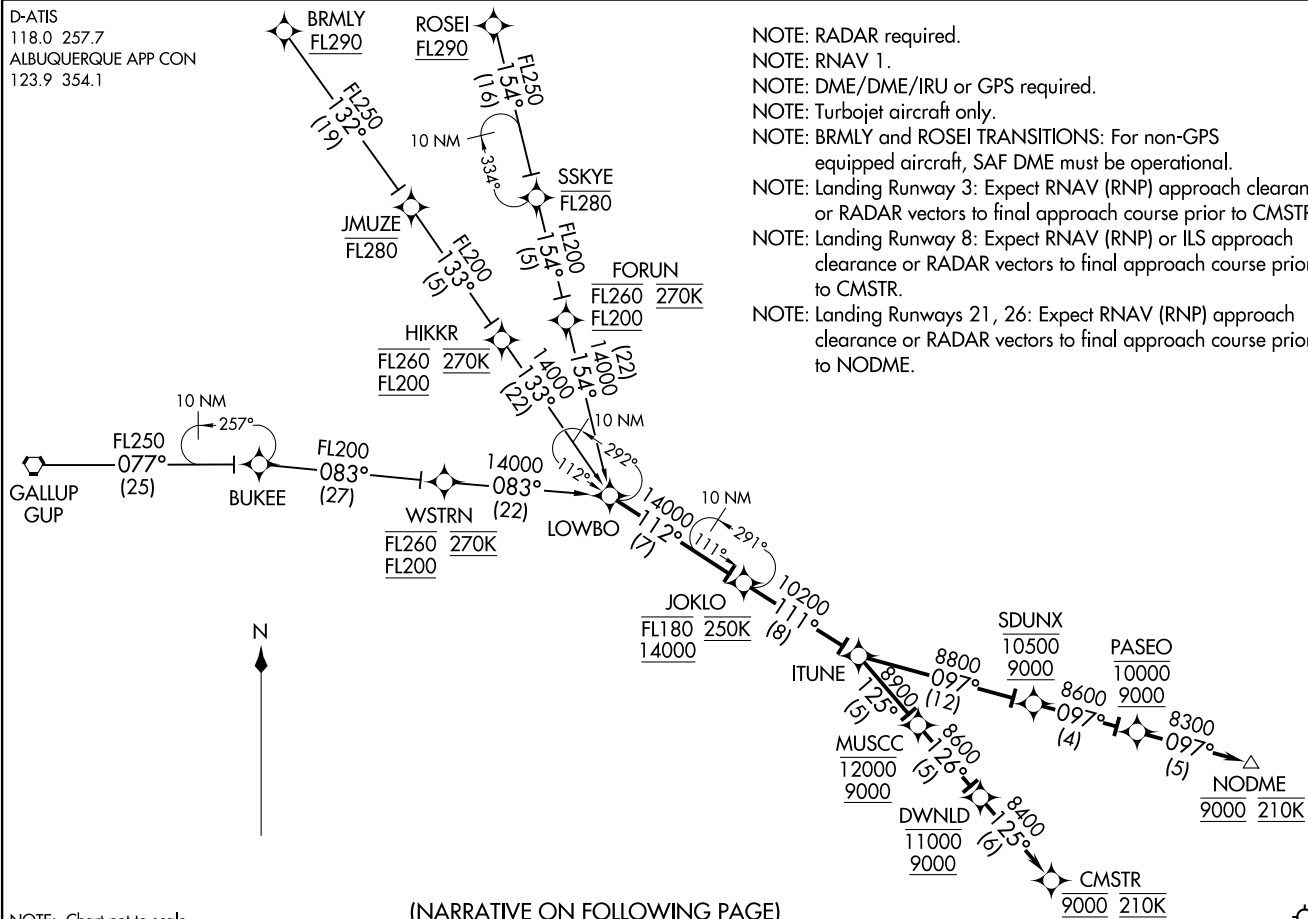 D-ATIS
118.0 257.7
ALBUQUERQUE APP CON
123.9 354.1
BRMLY
FL290
ROSEI
FL290
NOTE: RADAR required.
NOTE: RNAV 1.
NOTE: DME/DME/IRU or GPS required.
NOTE: Turbojet aircraft only.
NOTE: BRMLY and ROSEI TRANSITIONS: For non-GPS
equipped aircraft, SAF DME must be operational.
NOTE: Landing Runway 3: Expect RNAV (RNP) approach
or RADAR vectors to final approach course prior to
NOTE: Landing Runway 8: Expect RNAV (RNP) or ILS approach
clearance or RADAR vectors to final approach course prior
to CMSTR.
NOTE: Landing Runways 21, 26: Expect RNAV (RNP) approach
clearance or RADAR vectors to final approach course prior
to NODME.
FL250
132°
(19)
FL250
154°
(16)
10 NM
334°
SSKYE
FL280
JMUZE
FL280
FL200
133°
(5)
FL200
154°
(5)
FORUN
FL260 270K
FL200
HIKKR
FL260 270K
FL200
14000
133°
(22)
(22)
14000
154°
10 NM
257°
10 NM
292°
112°
GALLUP
GUP
FL250
077°
(25)
BUKEE
FL200
083°
(27)
WSTRN
FL260 270K
FL200
14000
083°
(22)
LOWBO
14000
112°
(7)
10 NM
291°
111°
JOKLO
FL180 250K
14000
10200
111°
(8)
ITUNE
8800
097°
(12)
SDUNX
10500
9000
8600
097°
(4)
PASEO
10000
9000
8300
097°
(5)
NODME
9000 210K
8900
125°
(5)
MUSCC
12000
9000
8600
126°
(5)
DWNLD
11000
9000
8400
125°
(6)
CMSTR
9000 210K
N
NOTE: Chart not to scale
(NARRATIVE ON FOLLOWING PAGE)